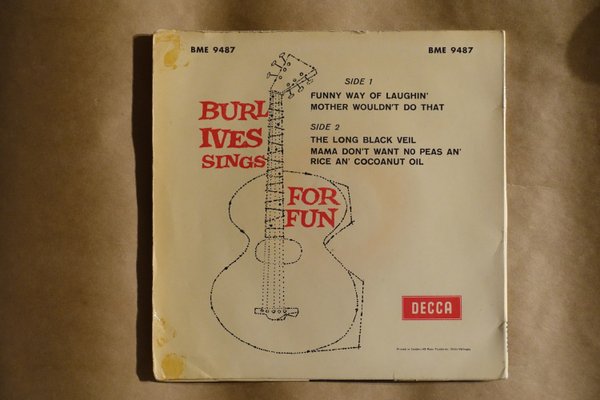 BME 9487
BME 9487
BURL
IVES
SINGS
FOR
FUN
SIDE 1
FUNNY WAY OF LAUGHIN'
MOTHER WOULDN'T DO THAT
SIDE 2
THE LONG BLACK VEIL
MAMA DON'T WANT NO PEAS AN'
RICE AN' COCOANUT OIL
DECCA